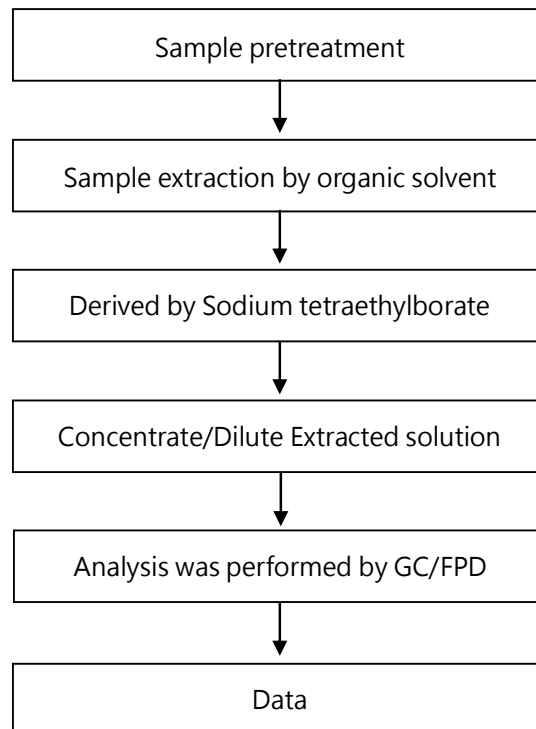 Sample pretreatment
Sample extraction by organic solvent
Derived by Sodium tetraethylborate
Concentrate/Dilute Extracted solution
Analysis was performed by GC/FPD
Data